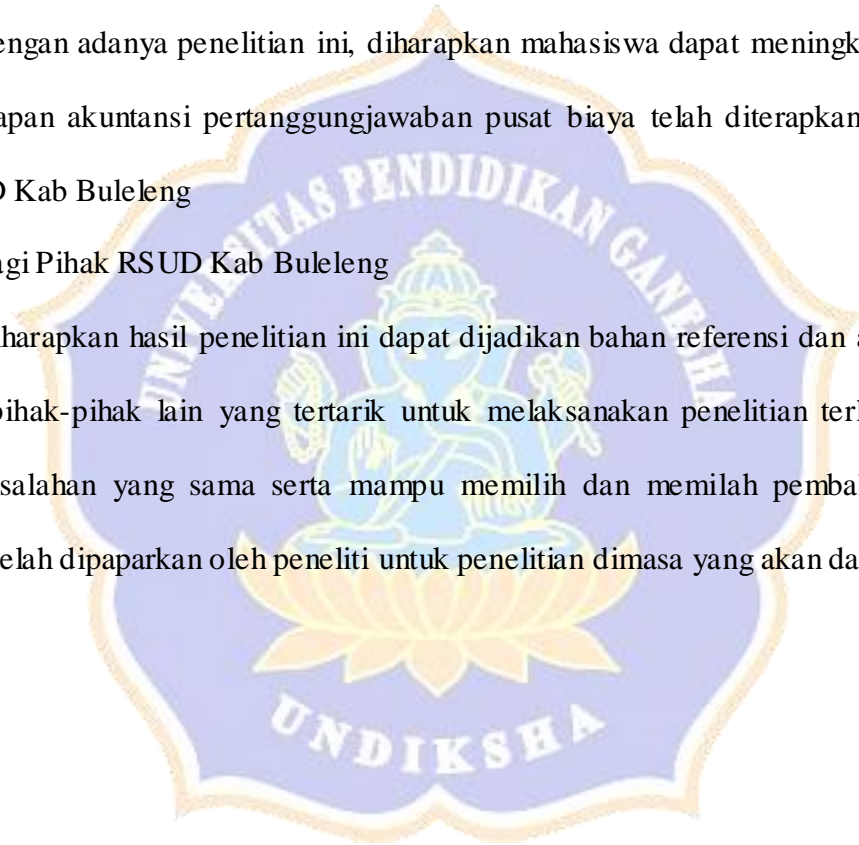 engan adanya penelitian ini, diharapkan mahasiswa dapat meningk
apan akuntansi pertanggungjawaban pusat biaya telah diterapkan
D Kab Buleleng
agi Pihak RSUD Kab Buleleng
iharapkan hasil penelitian ini dapat dijadikan bahan referensi dan a
pihak-pihak lain yang tertarik untuk melaksanakan penelitian ter
salahan yang sama serta mampu memilih dan memilah pemba
elah dipaparkan oleh peneliti untuk penelitian dimasa yang akan da
UNIVERSITAS PENDIDIKAN GANESHA
UNDIKSHA